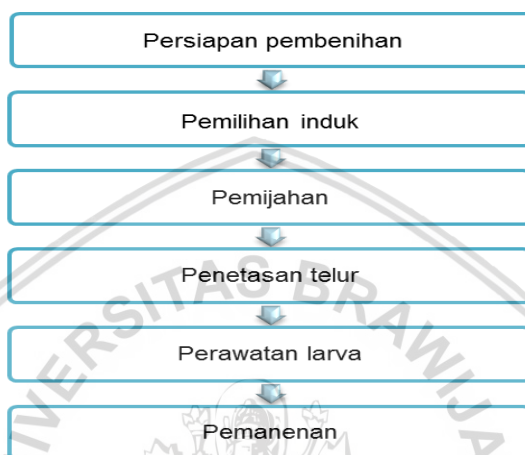 Persiapan pembenihan
Pemilihan induk
Pemijahan
Penetasan telur
Perawatan larva
Pemanenan